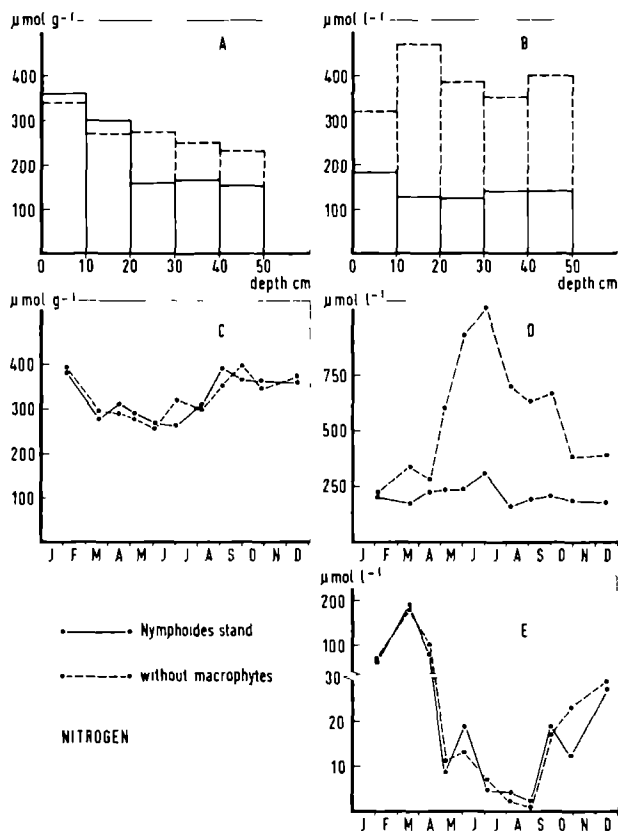 µmol g⁻¹
A
400
300
200
100
0 10 20 30 40 50
depth cm
µmol l⁻¹
B
400
300
200
100
0 10 20 30 40 50
depth cm
µmol g⁻¹
C
400
300
200
100
J F M A M J J A S O N D
µmol l⁻¹
D
750
500
250
J F M A M J J A S O N D
Nymphoides stand
without macrophytes
NITROGEN
µmol l⁻¹
E
200
100
30
20
10
J F M A M J J A S O N D